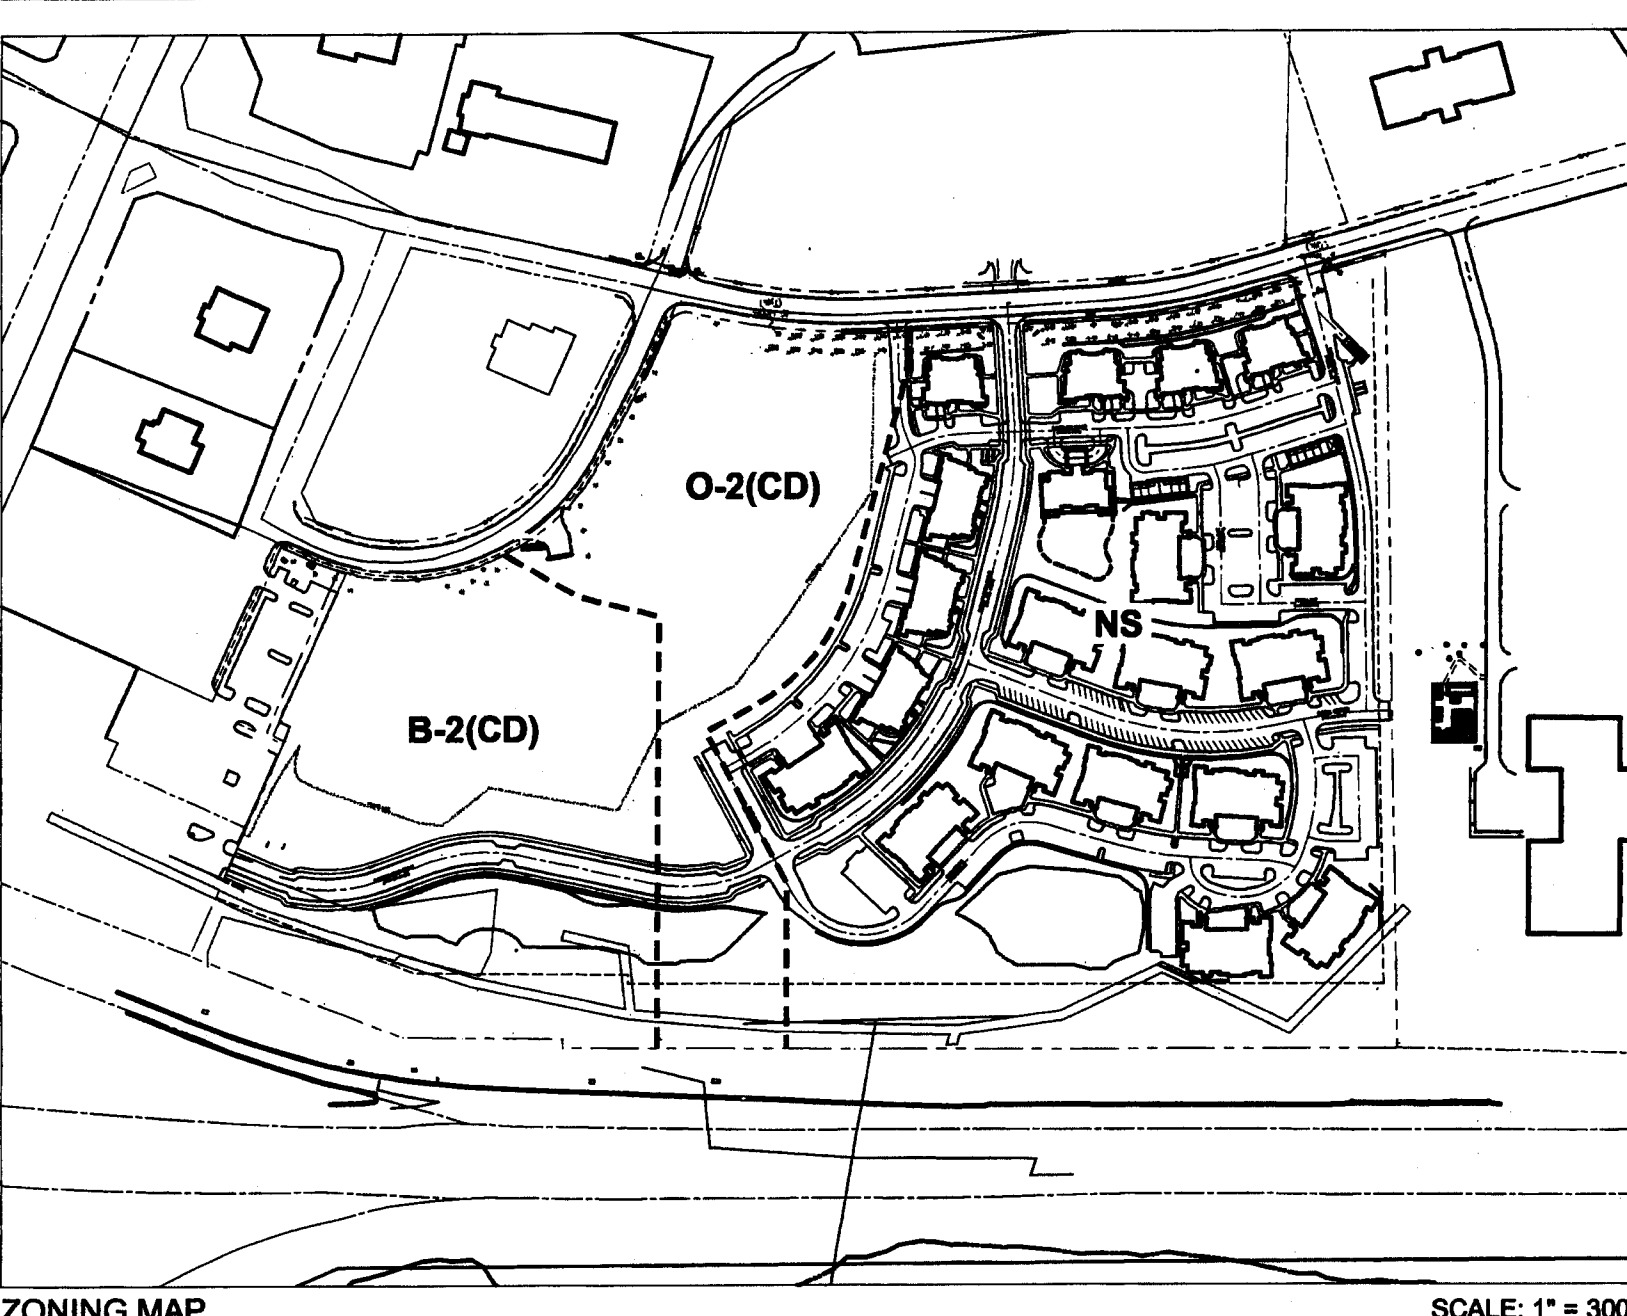 O-2(CD)
NS
B-2(CD)
ZONING MAP
SCALE: 1" = 300